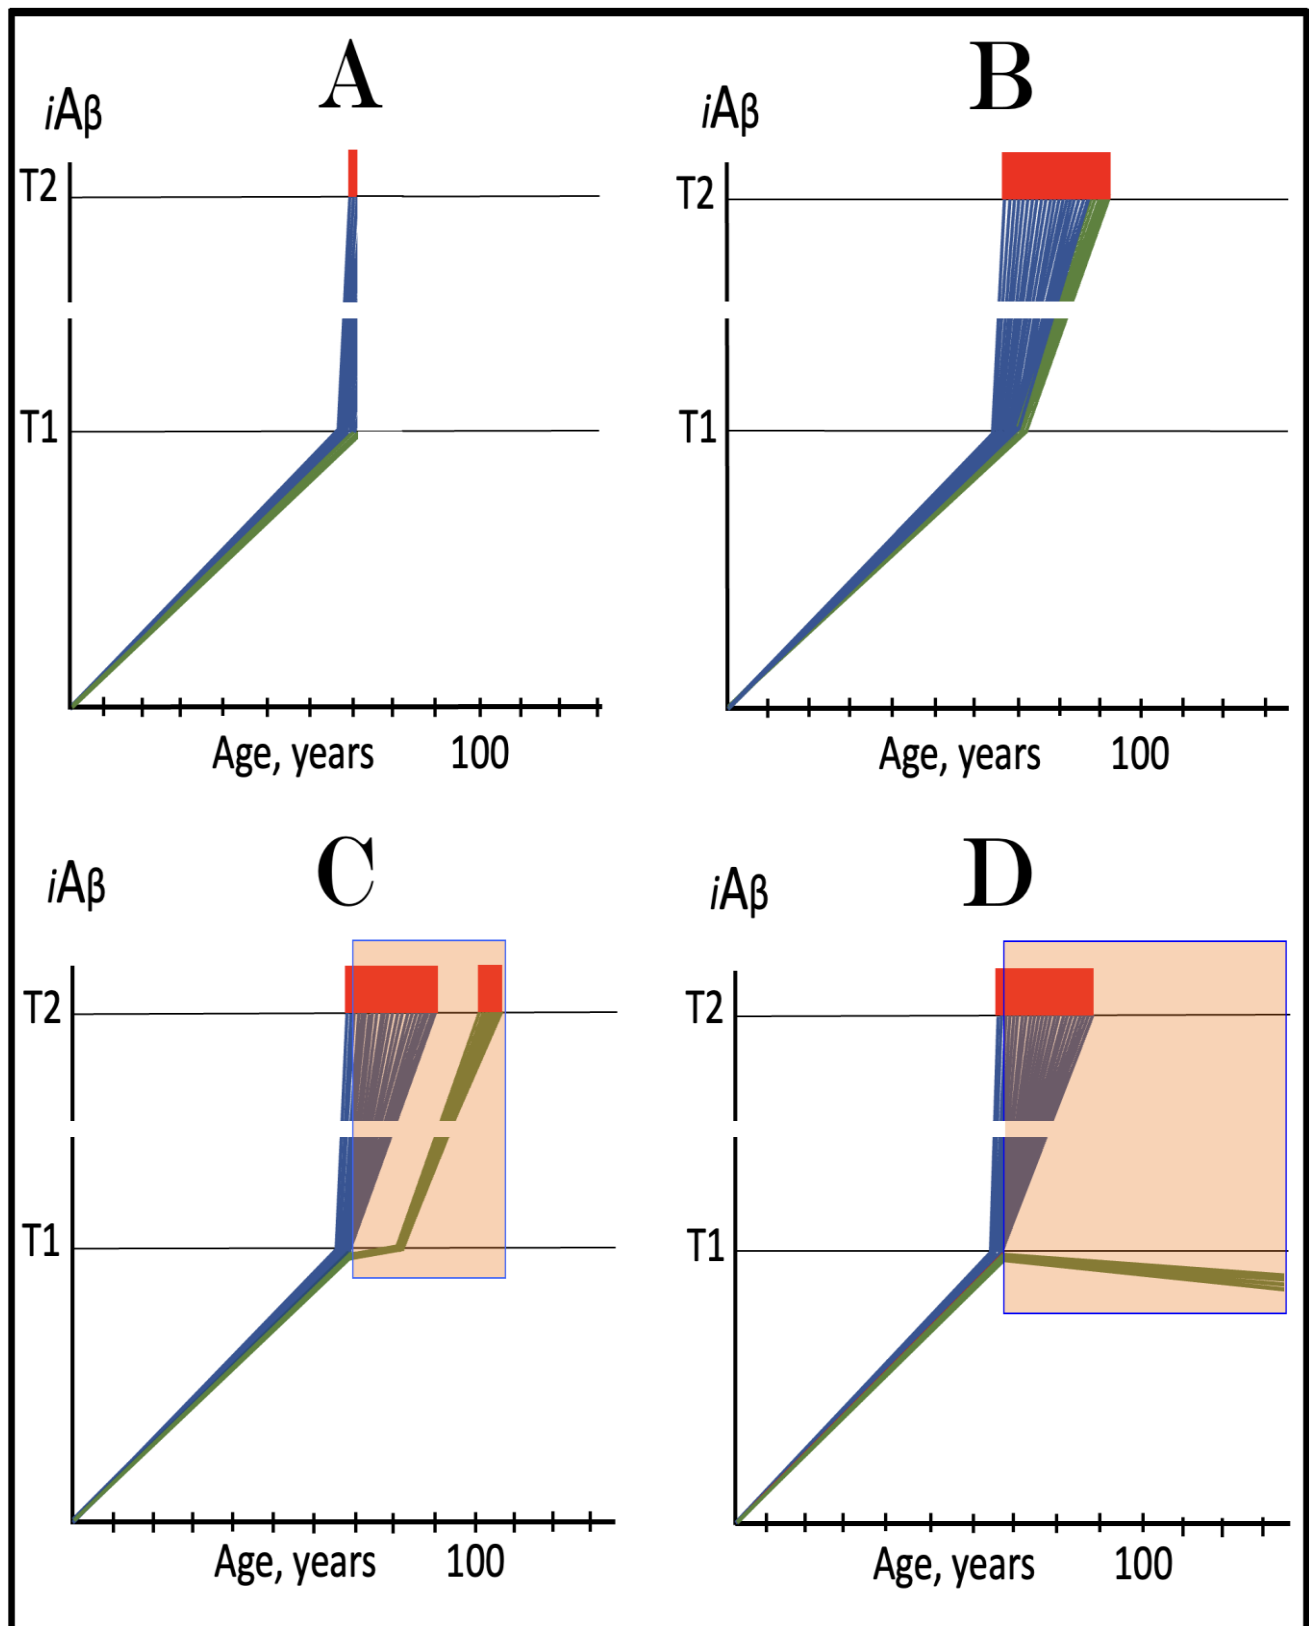 A
B
iAβ
iAβ
T2
T2
T1
T1
Age, years 100
Age, years 100
C
D
iAβ
iAβ
T2
T2
T1
T1
Age, years 100
Age, years 100